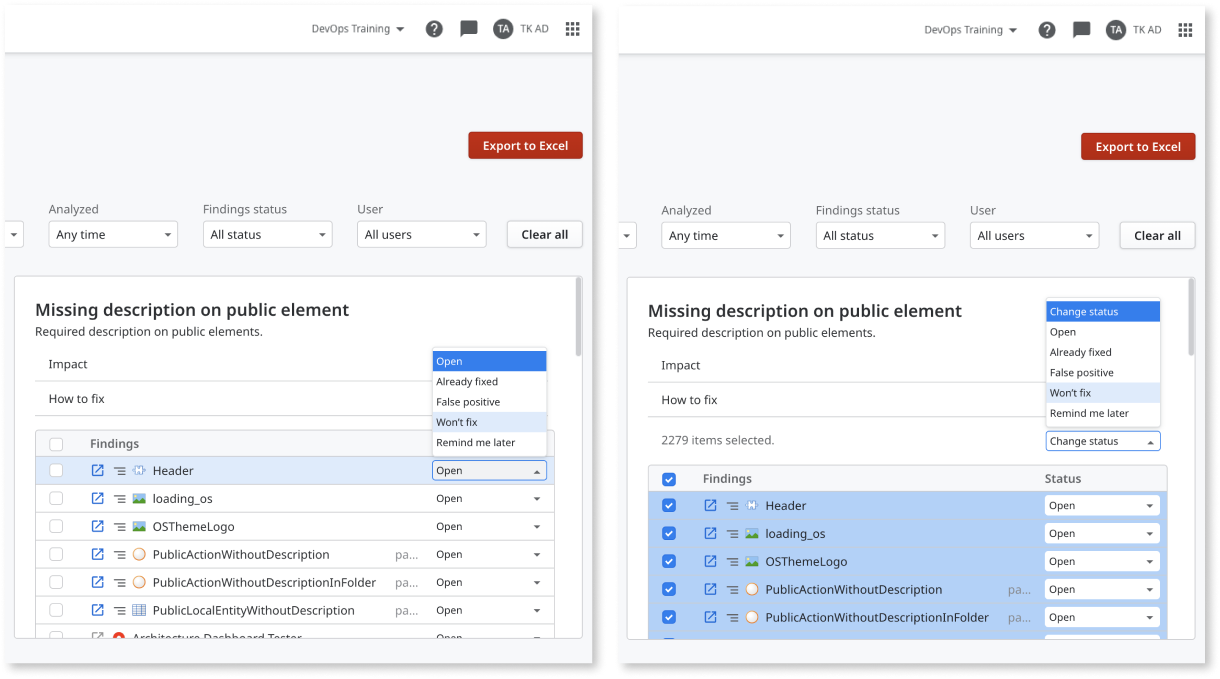 DevOps Training
?
TA
TK AD
Export to Excel
Analyzed
Findings status
User
Any time
All status
All users
Clear all
Missing description on public element
Required description on public elements.
Impact
How to fix
Open
Already fixed
False positive
Won't fix
Remind me later
Findings
Header
Open
loading_os
Open
OSThemeLogo
Open
PublicActionWithoutDescription
pa...
Open
PublicActionWithoutDescriptionInFolder
pa...
Open
PublicLocalEntityWithoutDescription
pa...
Open
Architecture Dashboard Tester
Open
DevOps Training
?
TA
TK AD
Export to Excel
Analyzed
Findings status
User
Any time
All status
All users
Clear all
Missing description on public element
Required description on public elements.
Impact
How to fix
Change status
Open
Already fixed
False positive
Won't fix
Remind me later
2279 items selected.
Change status
Findings
Status
Header
Open
loading_os
Open
OSThemeLogo
Open
PublicActionWithoutDescription
pa...
Open
PublicActionWithoutDescriptionInFolder
pa...
Open